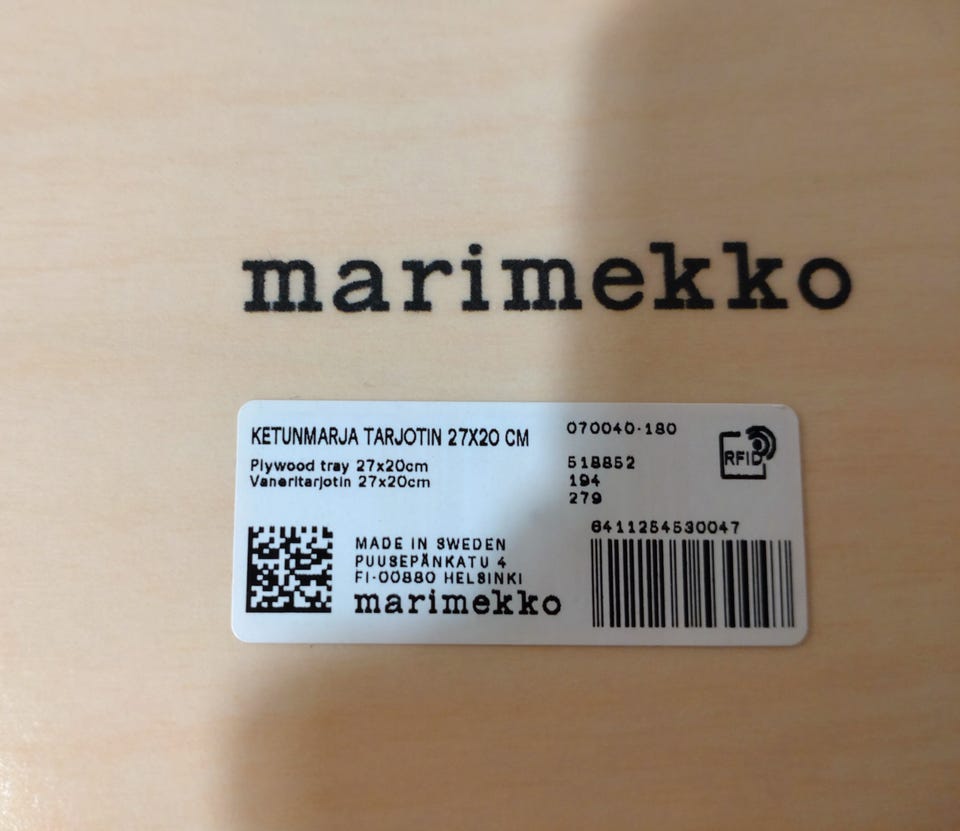 marimekko
KETUNMARJA TARJOTIN 27X20 CM
Plywood tray 27x20cm
Vaneritarjotin 27x20cm
070040-180
518852
194
279
RFID
6411254530047
MADE IN SWEDEN
PUUSEPÄNKATU 4
FI-00880 HELSINKI
marimekko